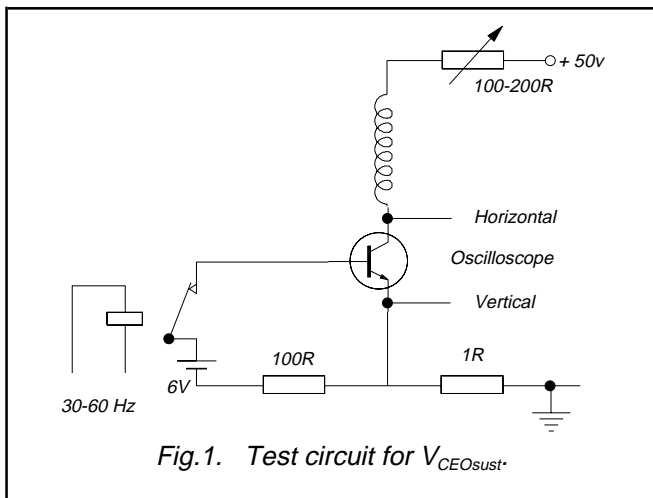 + 50v
100-200R
Horizontal
Oscilloscope
Vertical
100R
1R
6V
30-60 Hz
Fig.1. Test circuit for VCEOsust.